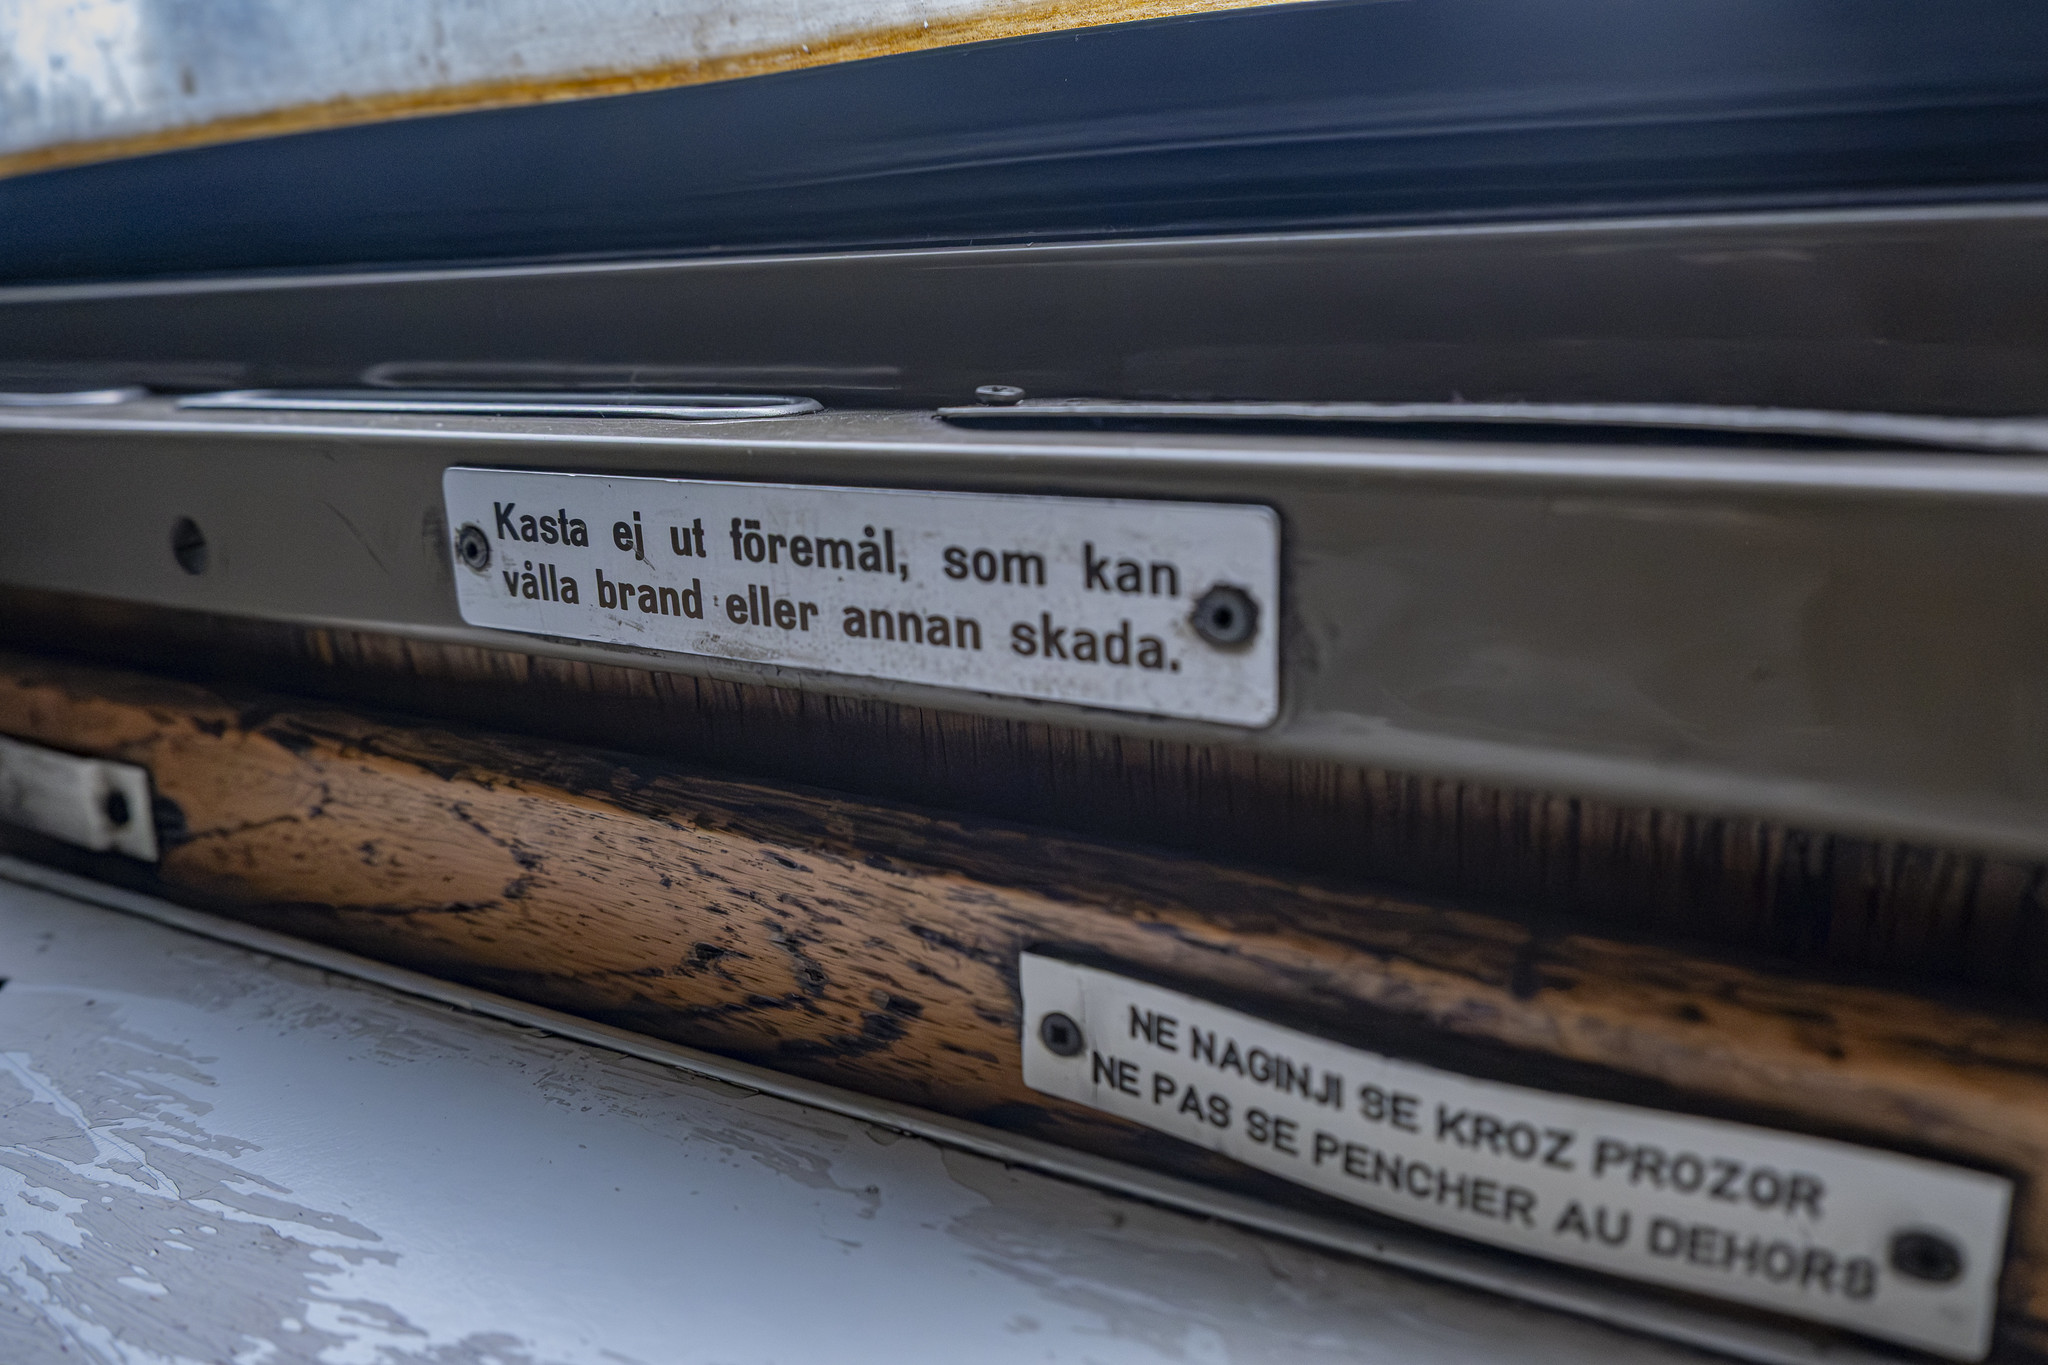 Kasta ej ut föremål, som kan
vålla brand eller annan skada.
NE NAGINJI SE KROZ PROZOR
NE PAS SE PENCHER AU DEHORS